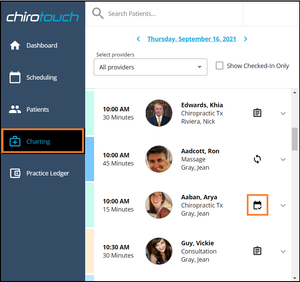 chirotouch
Search Patients...
Dashboard
Scheduling
Patients
Charting
Practice Ledger
Thursday, September 16, 2021
Select providers
All providers
Show Checked-In Only
10:00 AM
30 Minutes
Edwards, Khia
Chiropractic Tx
Riviera, Nick
10:00 AM
45 Minutes
Aadcott, Ron
Massage
Gray, Jean
10:00 AM
15 Minutes
Aaban, Arya
Chiropractic Tx
Gray, Jean
10:30 AM
30 Minutes
Guy, Vickie
Consultation
Gray, Jean